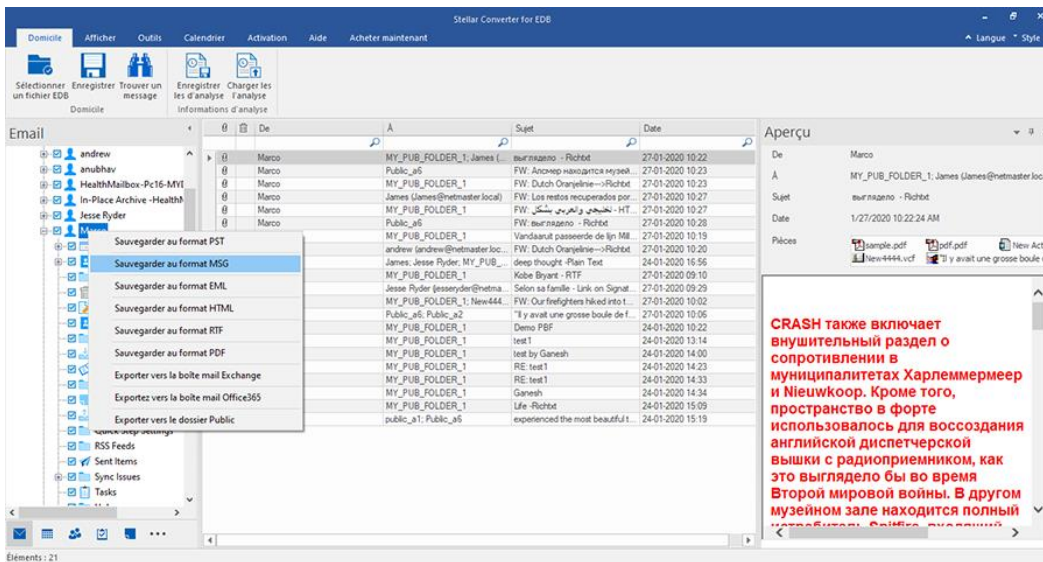 Stellar Converter for EDB
Domicile Afficher Outils Calendrier Activation Aide Acheter maintenant
Langue Style
Sélectionner un fichier EDB
Enregistrer
Trouver un message
Enregistrer les d'analyse
Charger les l'analyse
Domicile
Informations d'analyse
Email
andrew
anubhav
HealthMailbox-Pc16-MYI
In-Place Archive -HealthM
Jesse Ryder
Sauvegarder au format PST
Sauvegarder au format MSG
Sauvegarder au format EML
Sauvegarder au format HTML
Sauvegarder au format RTF
Sauvegarder au format PDF
Exporter vers la boîte mail Exchange
Exportez vers la boîte mail Office365
Exporter vers le dossier Public
Quick Step Settings
RSS Feeds
Sent Items
Sync Issues
Tasks
De À Sujet Date
Marco MY_PUB_FOLDER_1; James (... выглядело - Richtxt 27-01-2020 10:22
Marco Public_a6 FW: Апсмер находится музей... 27-01-2020 10:23
Marco MY_PUB_FOLDER_1 FW: Dutch Oranjelinie-->Richtxt 27-01-2020 10:23
Marco James (James@netmaster.local) FW: Los restos recuperados por... 27-01-2020 10:27
Marco MY_PUB_FOLDER_1 27-01-2020 10:27
Marco Public_a6 FW: выглядело - Richtxt 27-01-2020 10:23
MY_PUB_FOLDER_1 Vandaaruit passeerde de lijn Mil... 27-01-2020 10:19
andrew (andrew@netmaster.loc... FW: Dutch Oranjelinie-->Richtxt 27-01-2020 10:20
James; Jesse Ryder; MY_PUB_... deep thought -Plain Text 24-01-2020 16:56
MY_PUB_FOLDER_1 Kobe Bryant - RTF 27-01-2020 09:10
Jesse Ryder (jesseryder@netma... Selon sa famille - Link on Signat... 27-01-2020 09:29
MY_PUB_FOLDER_1; New444... FW: Our firefighters hiked into t... 27-01-2020 10:02
Public_a6; Public_a2 "Il y avait une grosse boule de f... 27-01-2020 10:06
MY_PUB_FOLDER_1 Demo PBF 24-01-2020 10:22
MY_PUB_FOLDER_1 test1 24-01-2020 13:14
MY_PUB_FOLDER_1 test by Ganesh 24-01-2020 14:00
MY_PUB_FOLDER_1 RE: test1 24-01-2020 14:23
MY_PUB_FOLDER_1 RE: test1 24-01-2020 14:33
MY_PUB_FOLDER_1 Ganesh 24-01-2020 14:34
MY_PUB_FOLDER_1 Life -Richtxt 24-01-2020 15:09
public_a1; Public_a6 experienced the most beautiful t... 24-01-2020 15:19
Aperçu
De Marco
À MY_PUB_FOLDER_1; James (James@netmaster.loc
Sujet выглядело - Richtxt
Date 1/27/2020 10:22:24 AM
Pièces sample.pdf pdf.pdf New Act
New4444.vcf "Il y avait une grosse boule
CRASH также включает
внушительный раздел о
сопротивлении в
муниципалитетах Харлеммермеер
и Nieuwkoop. Кроме того,
пространство в форте
использовалось для воссоздания
английской диспетчерской
вышки с радиоприемником, как
это выглядело бы во время
Второй мировой войны. В другом
музейном зале находится полный
истребитель Spitfire, входящий
Éléments : 21